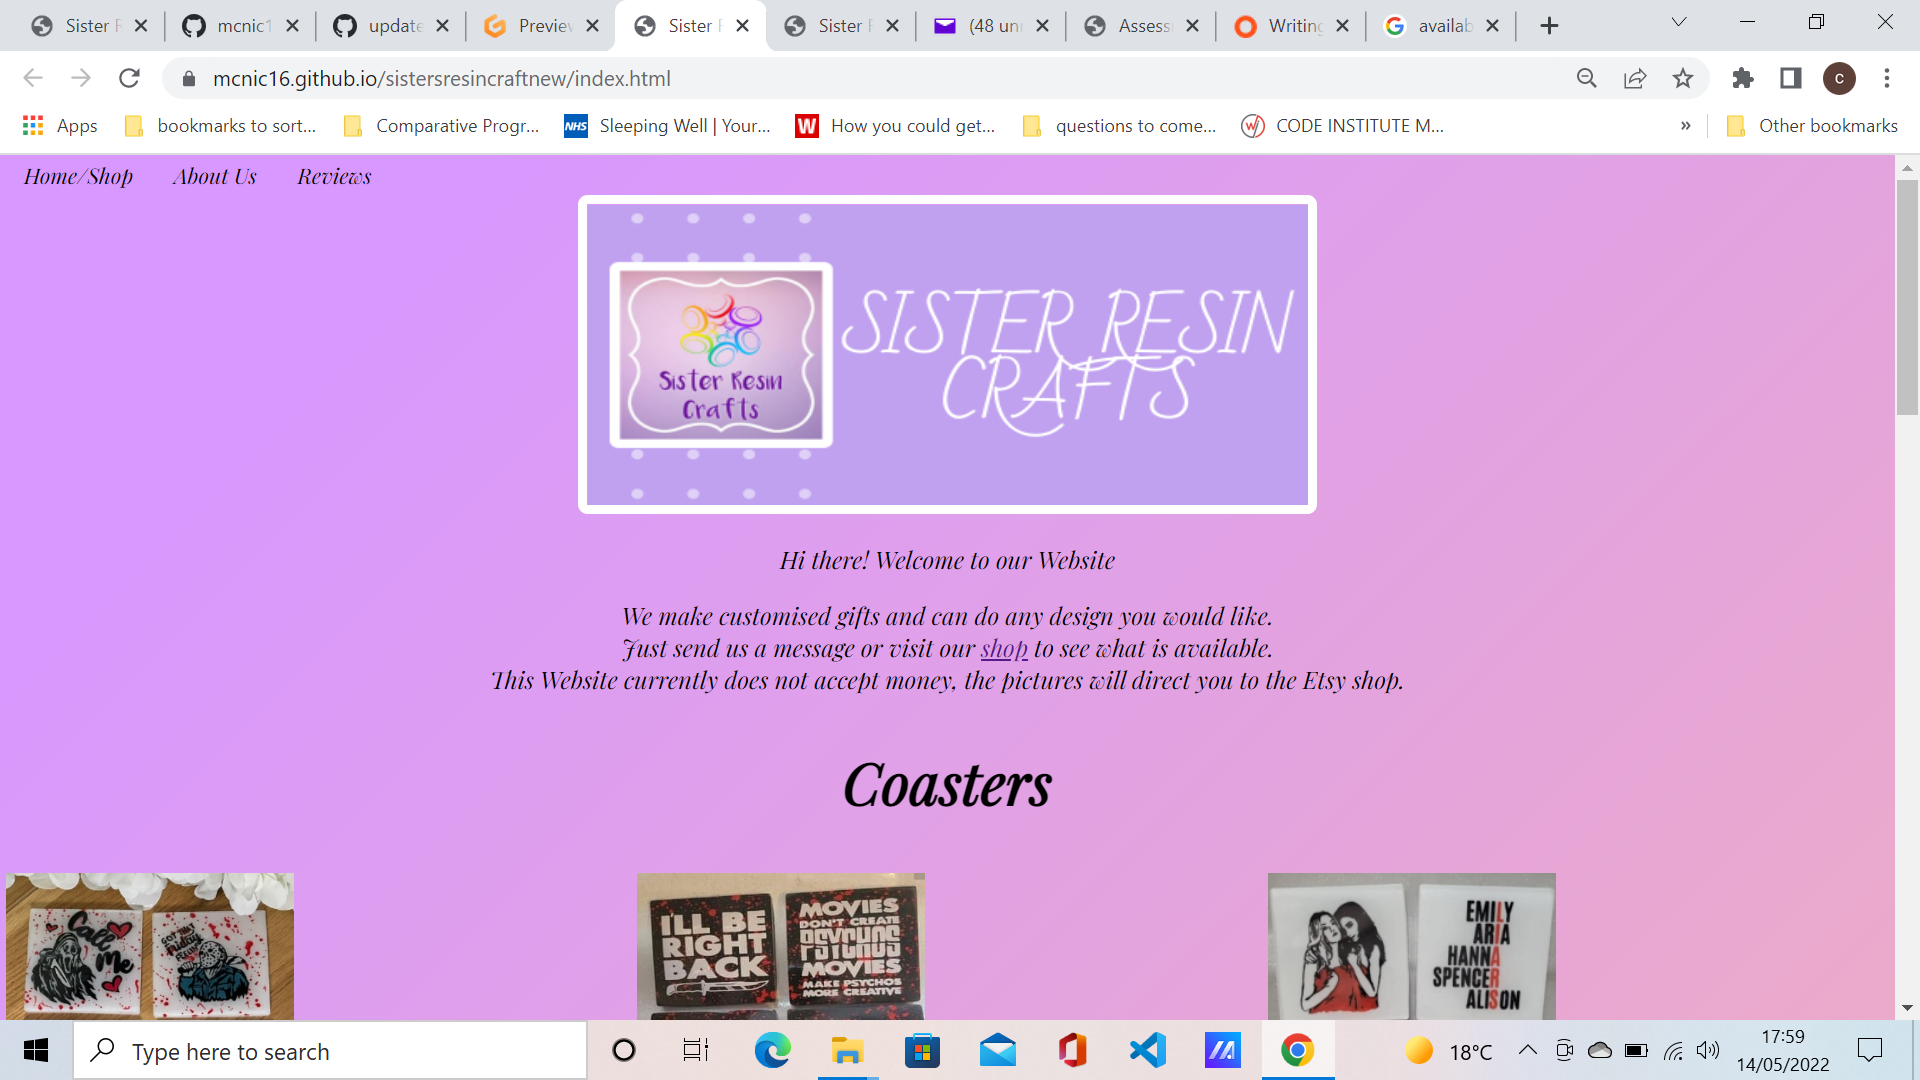 Sister R
mcnic1
update
Preview
Sister R
Sister R
(48 unr
Assess
Writing
availab
mcnic16.github.io/sistersresincraftnew/index.html
c
Apps
bookmarks to sort...
Comparative Progr...
NHS
Sleeping Well | Your...
W
How you could get...
questions to come...
CODE INSTITUTE M...
»
Other bookmarks
Home/Shop About Us Reviews
Sister Resin
Crafts
SISTER RESIN
CRAFTS
Hi there! Welcome to our Website
We make customised gifts and can do any design you would like.
Just send us a message or visit our shop to see what is available.
This Website currently does not accept money, the pictures will direct you to the Etsy shop.
Coasters
Call
Me
I'LL BE
RIGHT
BACK
MOVIES
DON'T CREATE
PSYCHOS
MOVIES
MAKE PSYCHOS
MORE CREATIVE
EMILY
ARIA
HANNA
SPENCER
ALISON
Type here to search
18°C
17:59
14/05/2022